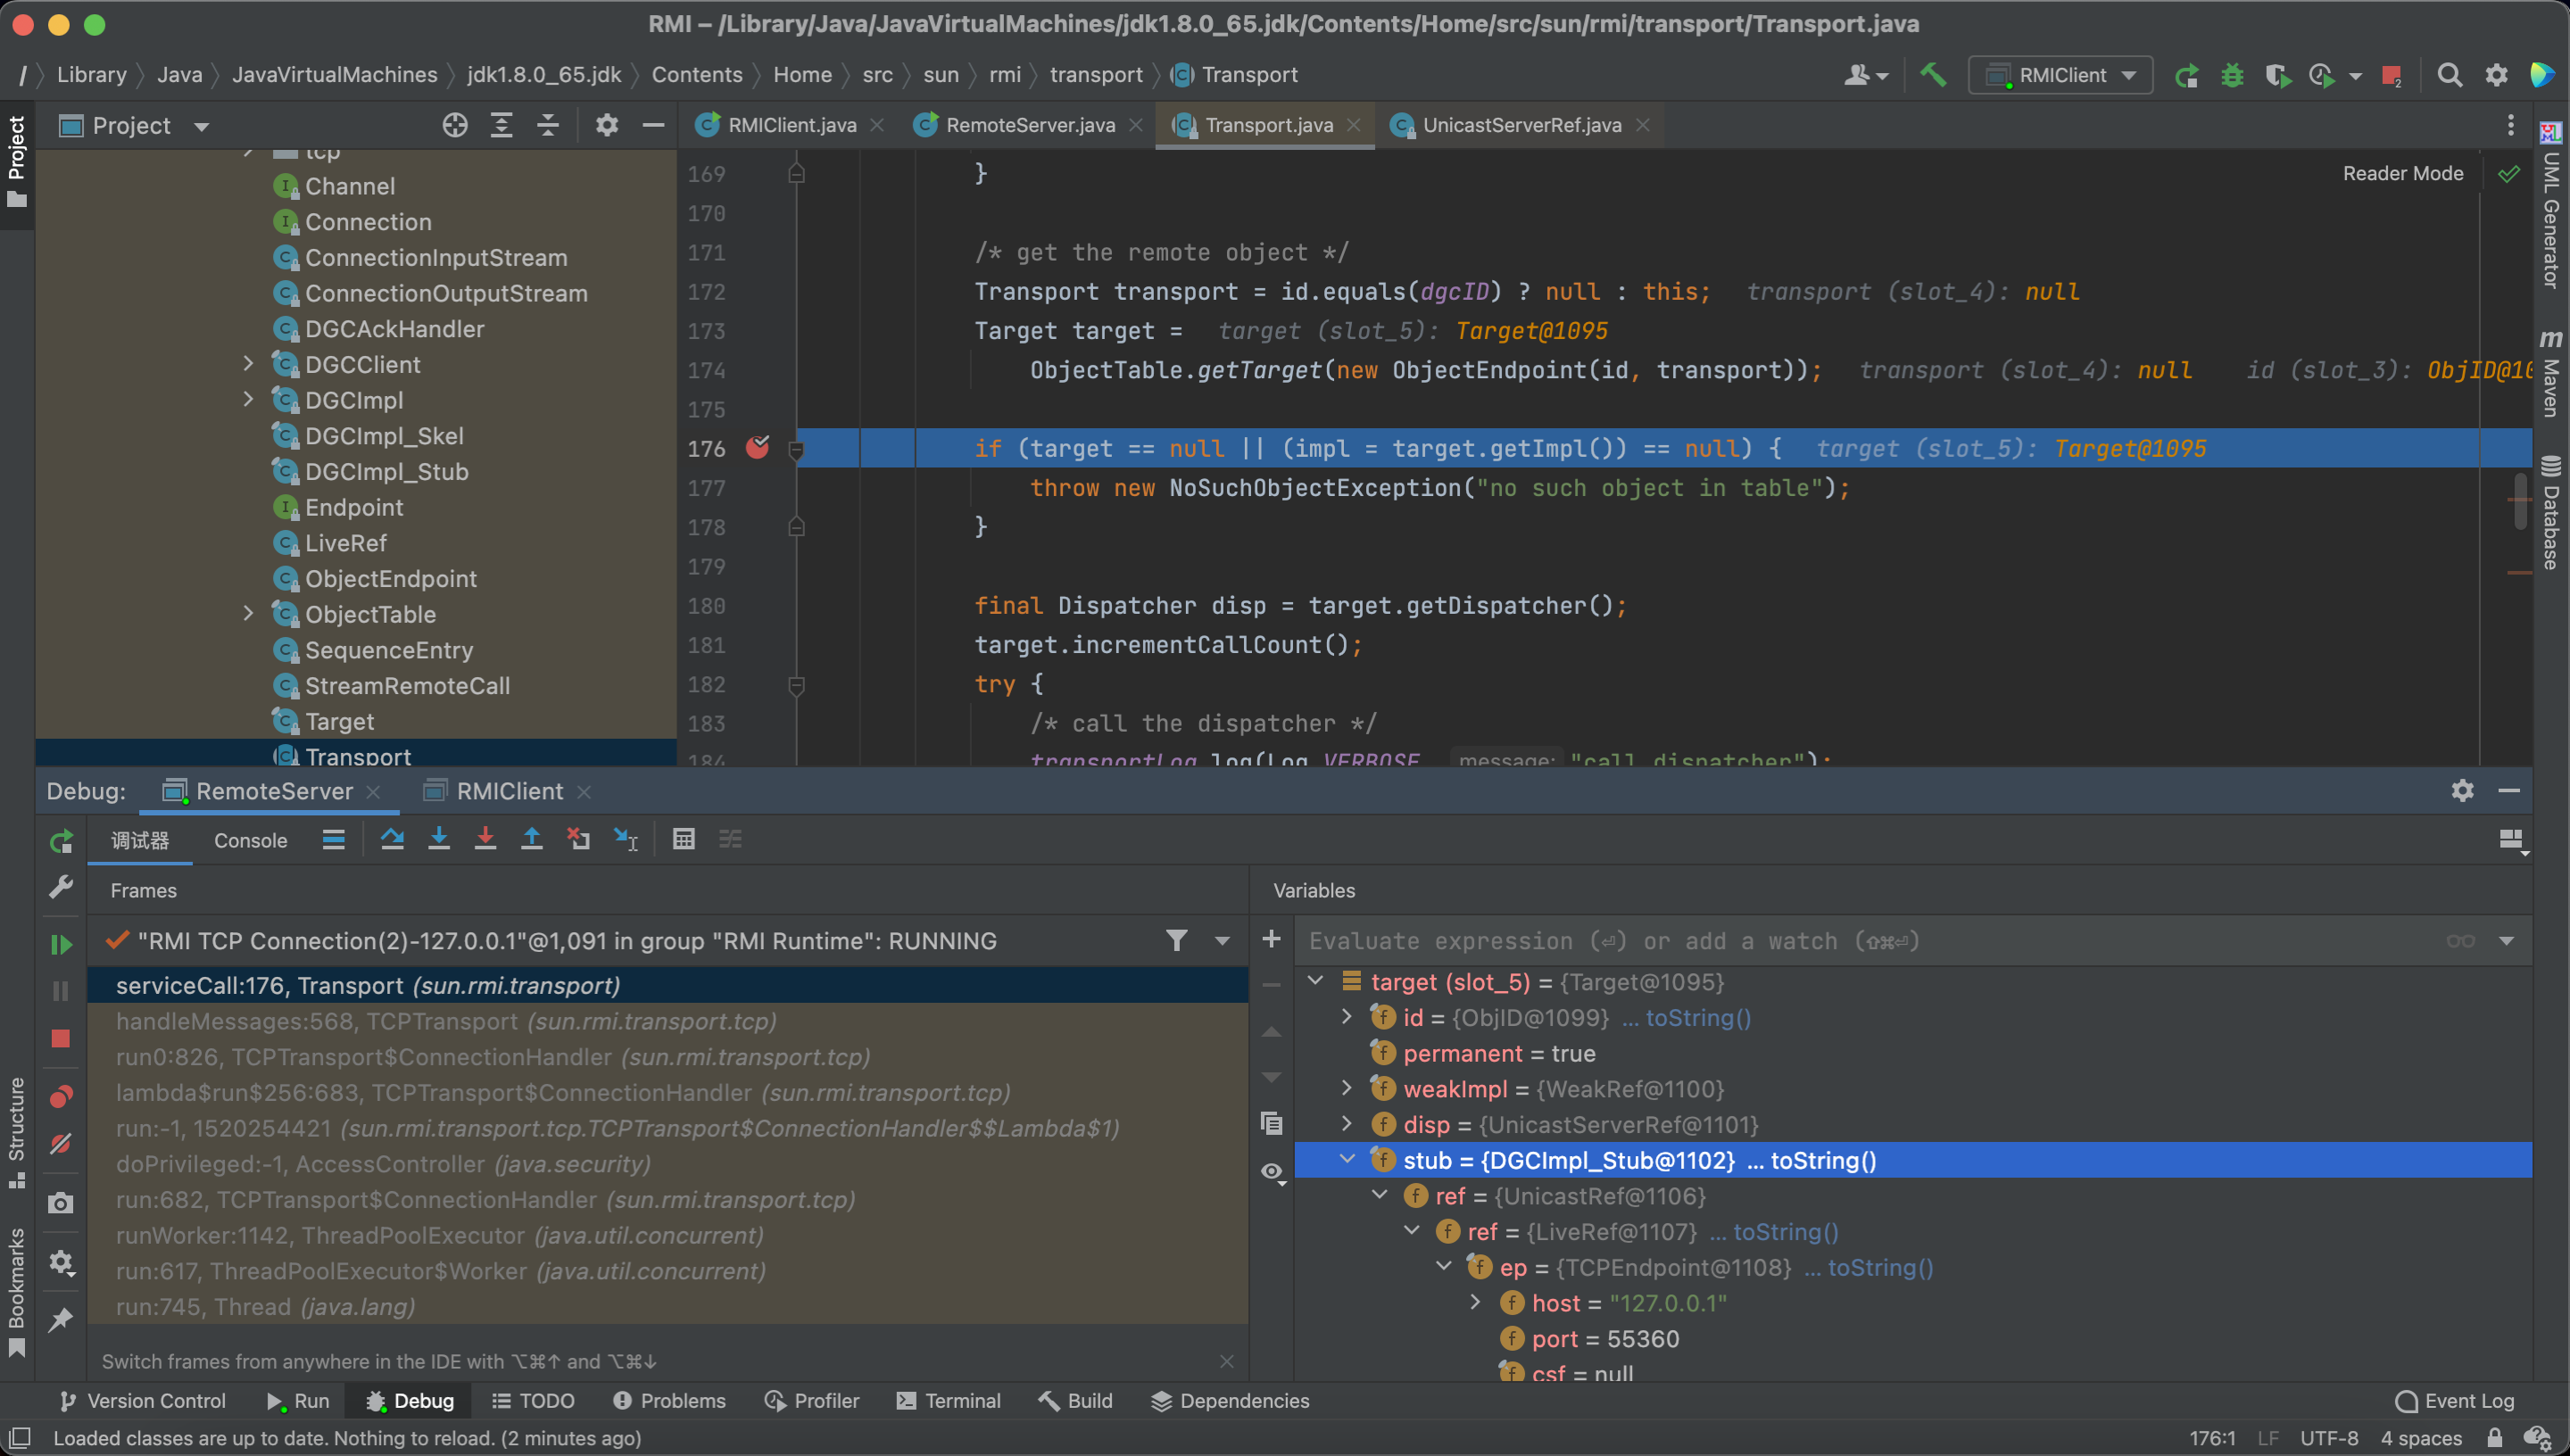 RMI – /Library/Java/JavaVirtualMachines/jdk1.8.0_65.jdk/Contents/Home/src/sun/rmi/transport/Transport.java
/ Library Java JavaVirtualMachines jdk1.8.0_65.jdk Contents Home src sun rmi transport Transport
RMIClient
2
Project
Project
RMIClient.java
RemoteServer.java
Transport.java
UnicastServerRef.java
tcp
Channel
Connection
ConnectionInputStream
ConnectionOutputStream
DGCAckHandler
DGCClient
DGCImpl
DGCImpl_Skel
DGCImpl_Stub
Endpoint
LiveRef
ObjectEndpoint
ObjectTable
SequenceEntry
StreamRemoteCall
Target
Transport
Reader Mode
169 }
170
171 /* get the remote object */
172 Transport transport = id.equals(dgcID) ? null : this; transport (slot_4): null
173 Target target = target (slot_5): Target@1095
174 ObjectTable.getTarget(new ObjectEndpoint(id, transport)); transport (slot_4): null id (slot_3): ObjID@10
175
176 if (target == null || (impl = target.getImpl()) == null) { target (slot_5): Target@1095
177 throw new NoSuchObjectException("no such object in table");
178 }
179
180 final Dispatcher disp = target.getDispatcher();
181 target.incrementCallCount();
182 try {
183 /* call the dispatcher */
184 transportLog.log(Log.VERBOSE, message: "call dispatcher");
UML Generator
Maven
Database
Debug:
RemoteServer
RMIClient
调试器
Console
Frames
"RMI TCP Connection(2)-127.0.0.1"@1,091 in group "RMI Runtime": RUNNING
serviceCall:176, Transport (sun.rmi.transport)
handleMessages:568, TCPTransport (sun.rmi.transport.tcp)
run0:826, TCPTransport$ConnectionHandler (sun.rmi.transport.tcp)
lambda$run$256:683, TCPTransport$ConnectionHandler (sun.rmi.transport.tcp)
run:-1, 1520254421 (sun.rmi.transport.tcp.TCPTransport$ConnectionHandler$$Lambda$1)
doPrivileged:-1, AccessController (java.security)
run:682, TCPTransport$ConnectionHandler (sun.rmi.transport.tcp)
runWorker:1142, ThreadPoolExecutor (java.util.concurrent)
run:617, ThreadPoolExecutor$Worker (java.util.concurrent)
run:745, Thread (java.lang)
Switch frames from anywhere in the IDE with ⌥⌘↑ and ⌥⌘↓
Variables
Evaluate expression (⏎) or add a watch (⇧⌘⏎)
target (slot_5) = {Target@1095}
id = {ObjID@1099} ... toString()
permanent = true
weakImpl = {WeakRef@1100}
disp = {UnicastServerRef@1101}
stub = {DGCImpl_Stub@1102} ... toString()
ref = {UnicastRef@1106}
ref = {LiveRef@1107} ... toString()
ep = {TCPEndpoint@1108} ... toString()
host = "127.0.0.1"
port = 55360
csf = null
Structure
Bookmarks
Version Control
Run
Debug
TODO
Problems
Profiler
Terminal
Build
Dependencies
Event Log
Loaded classes are up to date. Nothing to reload. (2 minutes ago)
176:1 LF UTF-8 4 spaces